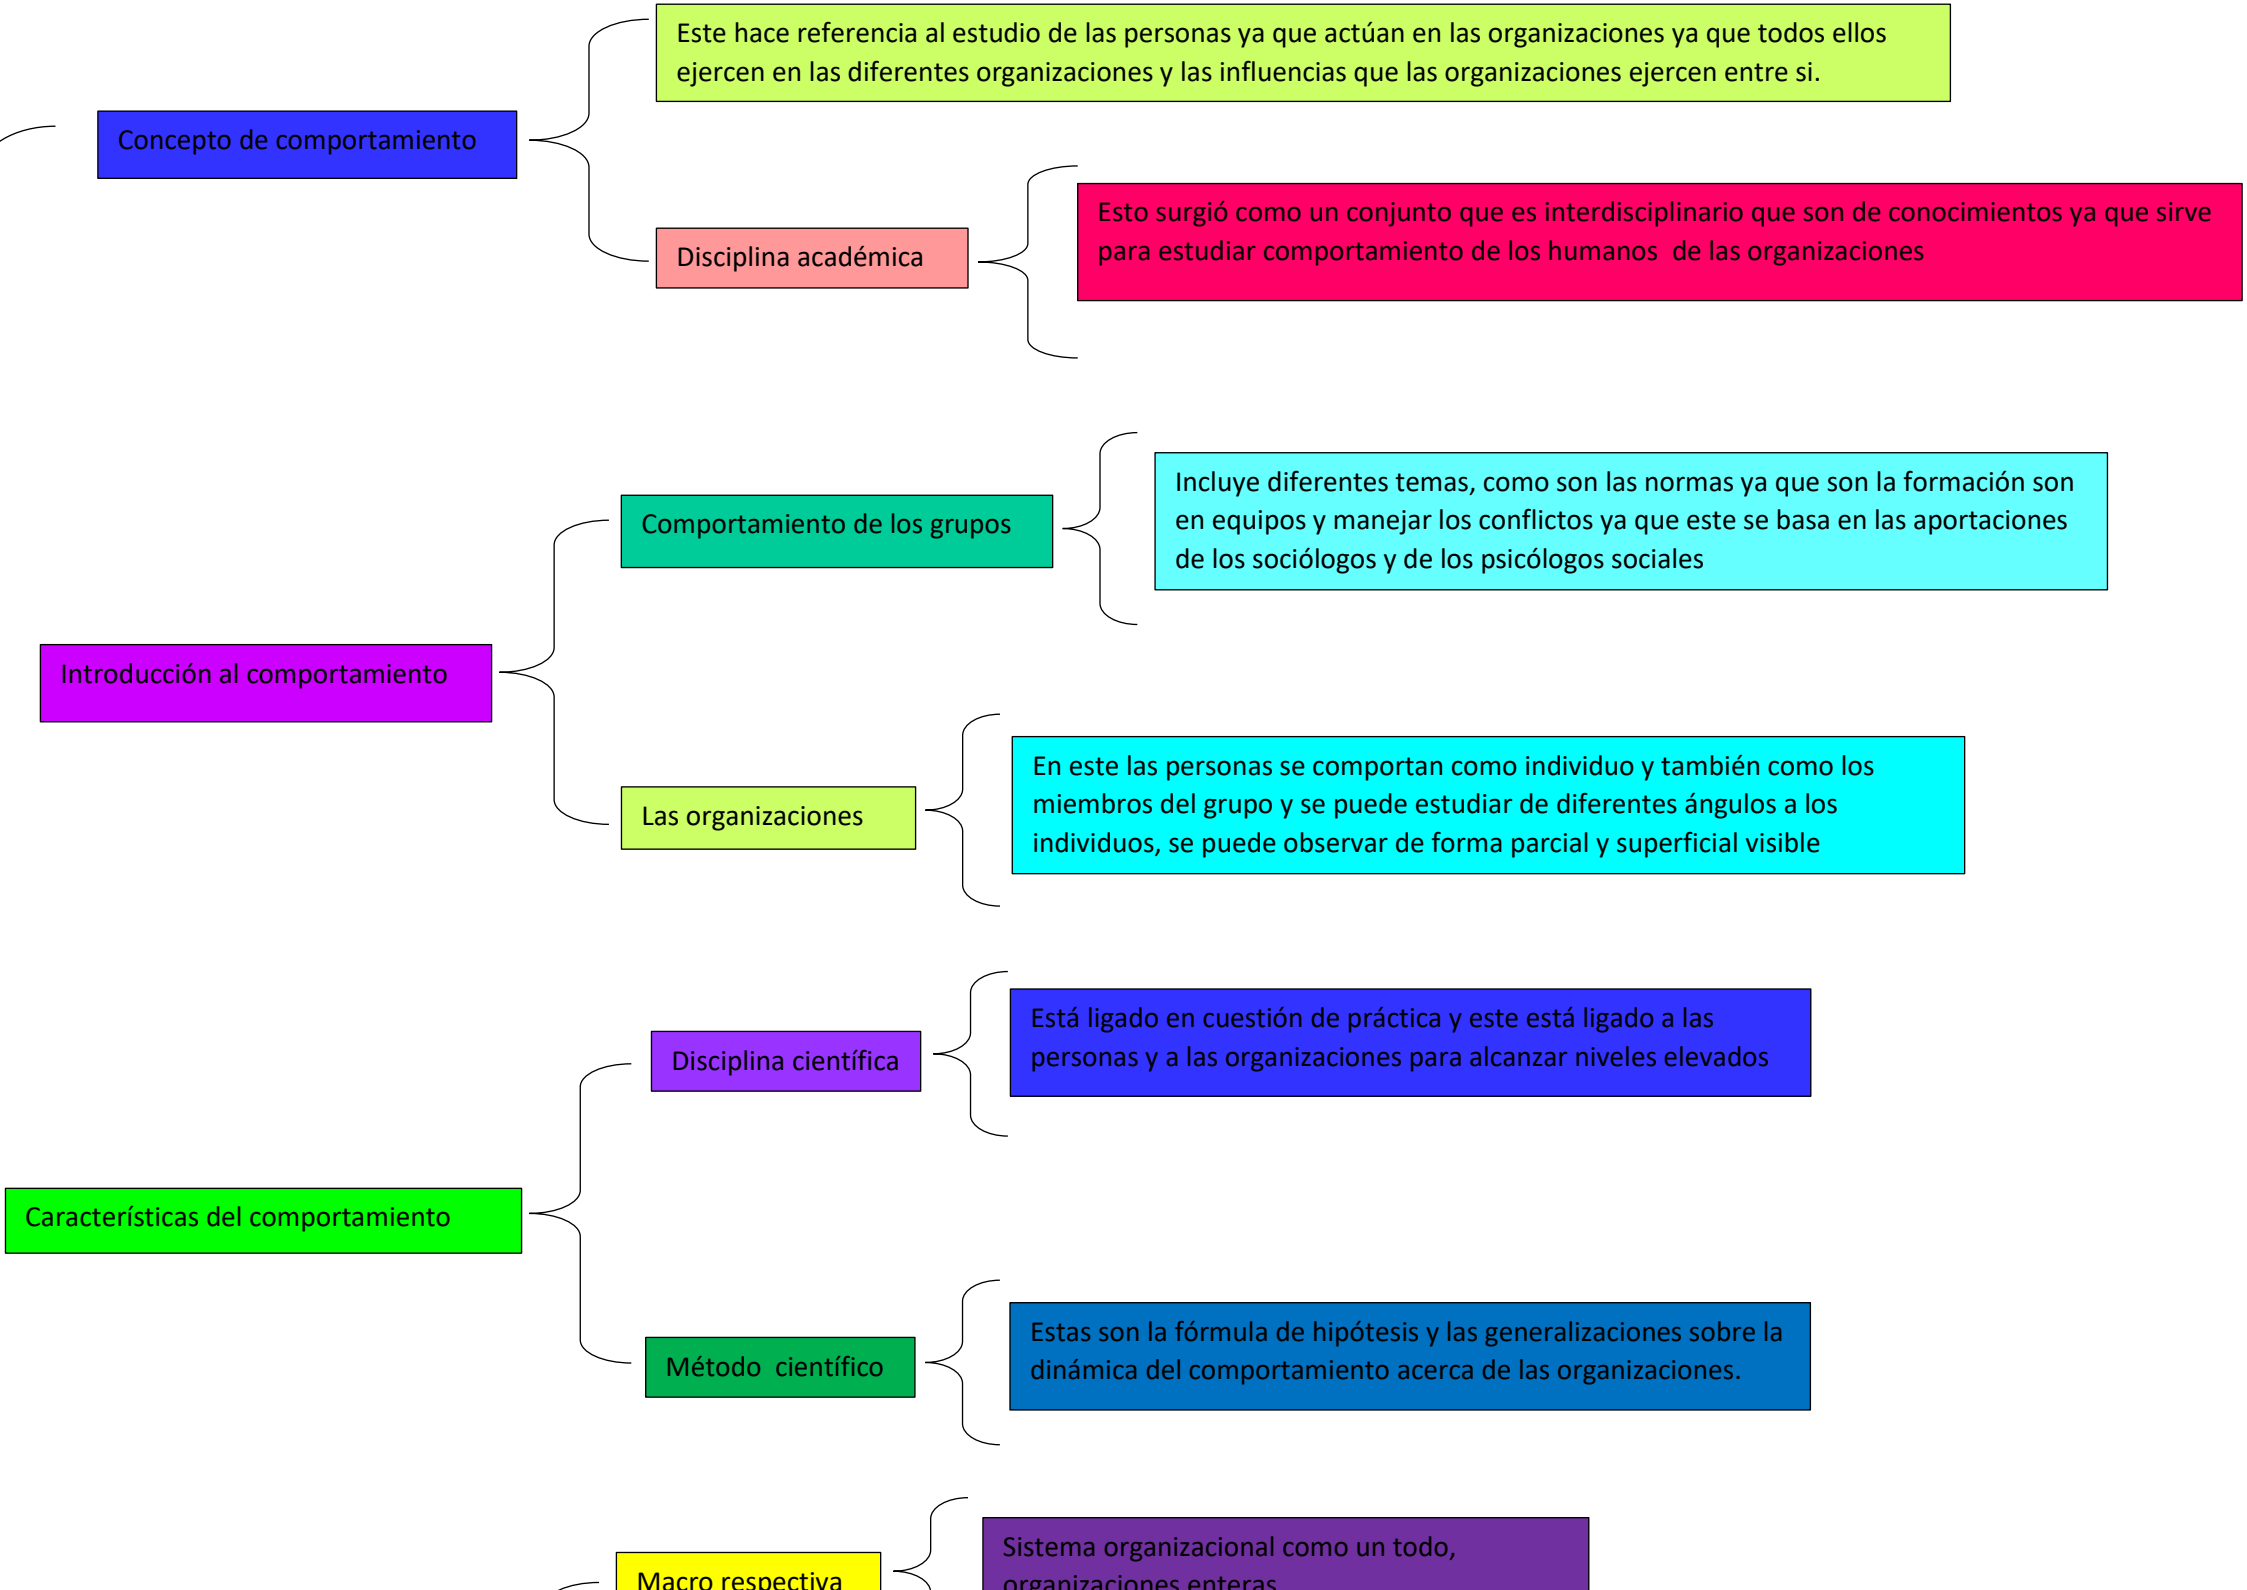 Este hace referencia al estudio de las personas ya que actúan en las organizaciones ya que todos ellos
ejercen en las diferentes organizaciones y las influencias que las organizaciones ejercen entre si.
Concepto de comportamiento
Disciplina académica
Esto surgió como un conjunto que es interdisciplinario que son de conocimientos ya que sirve
para estudiar comportamiento de los humanos  de las organizaciones
Comportamiento de los grupos
Incluye diferentes temas, como son las normas ya que son la formación son
en equipos y manejar los conflictos ya que este se basa en las aportaciones
de los sociólogos y de los psicólogos sociales
Introducción al comportamiento
Las organizaciones
En este las personas se comportan como individuo y también como los
miembros del grupo y se puede estudiar de diferentes ángulos a los
individuos, se puede observar de forma parcial y superficial visible
Disciplina científica
Está ligado en cuestión de práctica y este está ligado a las
personas y a las organizaciones para alcanzar niveles elevados
Características del comportamiento
Método  científico
Estas son la fórmula de hipótesis y las generalizaciones sobre la
dinámica del comportamiento acerca de las organizaciones.
Macro respectiva
Sistema organizacional como un todo,
organizaciones enteras